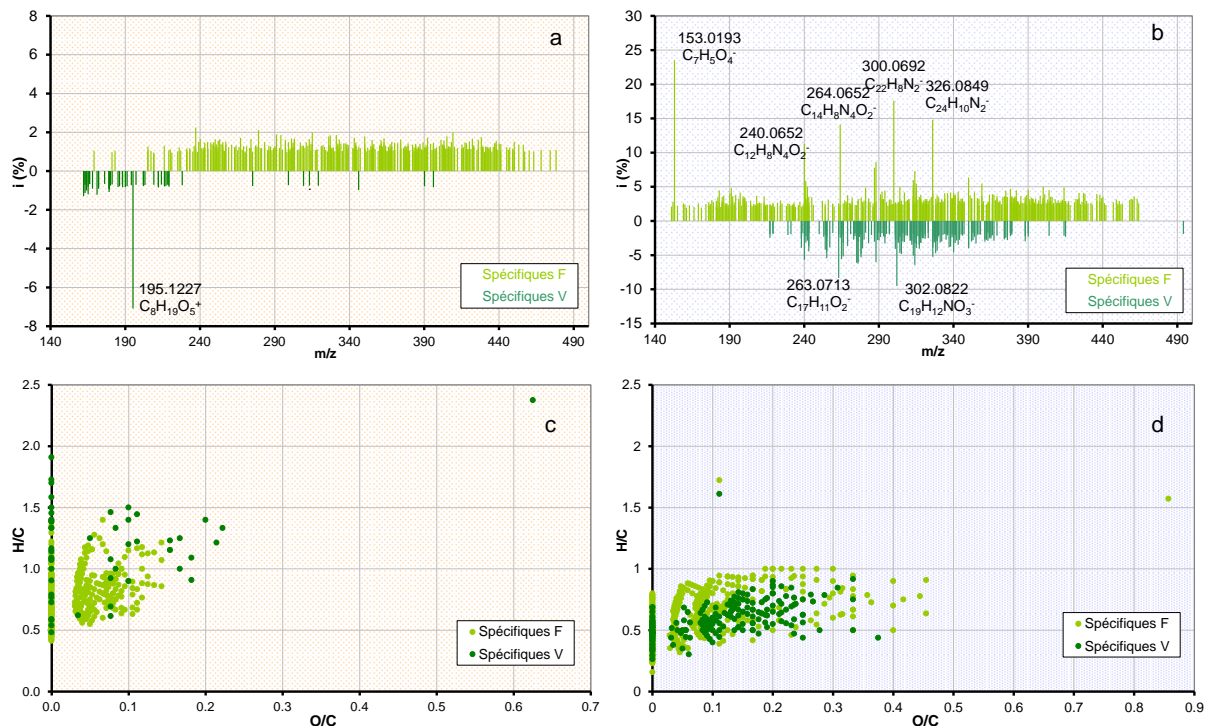 a
i (%)
8
6
4
2
0
-2
-4
-6
-8
195.1227
C8H19O5+
Spécifiques F
Spécifiques V
140 190 240 290 340 390 440 490
m/z
b
i (%)
30
25
20
15
10
5
0
-5
-10
-15
153.0193
C7H5O4-
300.0692
C22H8N2-
264.0652
C14H8N4O2-
326.0849
C24H10N2-
240.0652
C12H8N4O2-
263.0713
C17H11O2-
302.0822
C19H12NO3-
Spécifiques F
Spécifiques V
140 190 240 290 340 390 440 490
m/z
c
H/C
2.5
2.0
1.5
1.0
0.5
0.0
Spécifiques F
Spécifiques V
0 0.1 0.2 0.3 0.4 0.5 0.6 0.7
O/C
d
H/C
2.5
2.0
1.5
1.0
0.5
0.0
Spécifiques F
Spécifiques V
0 0.1 0.2 0.3 0.4 0.5 0.6 0.7 0.8 0.9
O/C